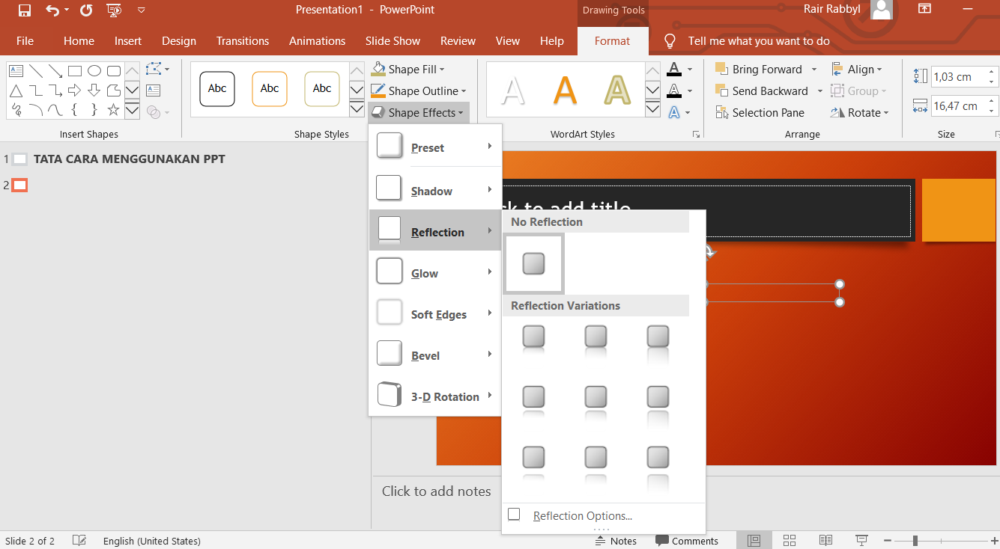 Presentation1 - PowerPoint
Drawing Tools
Rair Rabbyl
File Home Insert Design Transitions Animations Slide Show Review View Help Format Tell me what you want to do
Abc Abc Abc
Shape Fill
Shape Outline
Shape Effects
A A A
A
A
A
Bring Forward
Send Backward
Selection Pane
Align
Group
Rotate
1,03 cm
16,47 cm
Insert Shapes Shape Styles WordArt Styles Arrange Size
1 TATA CARA MENGGUNAKAN PPT
2
Preset
Shadow
Reflection
Glow
Soft Edges
Bevel
3-D Rotation
to add title
No Reflection
Reflection Variations
Reflection Options...
Click to add notes
Slide 2 of 2 English (United States) Notes Comments